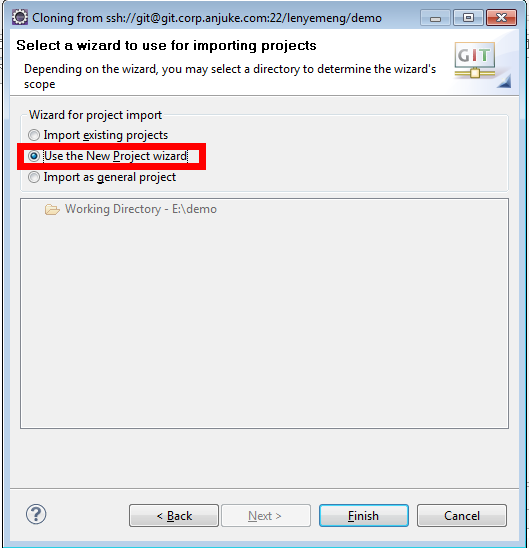 Cloning from ssh://git@git.corp.anjuke.com:22/lenyemeng/demo
Select a wizard to use for importing projects
Depending on the wizard, you may select a directory to determine the wizard's
scope
GIT
Wizard for project import
Import existing projects
Use the New Project wizard
Import as general project
Working Directory - E:\demo
?
< Back
Next >
Finish
Cancel